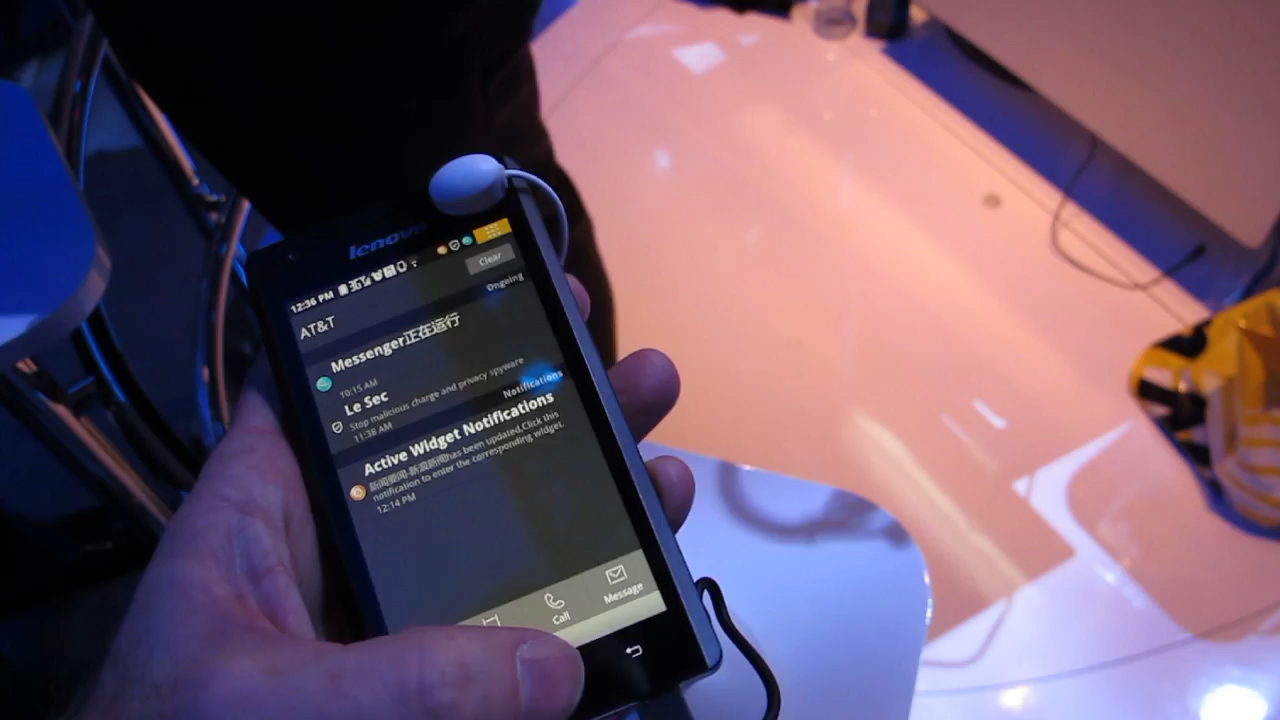 lenovo
12:36 PM
3G
Clear
AT&T
Ongoing
Messenger正在运行
10:15 AM
Le Sec
Stop malicious charge and privacy spyware
11:38 AM
Notifications
Active Widget Notifications
新闻要闻-新浪新闻has been updated,Click this
notification to enter the corresponding widget.
12:14 PM
Call
Message